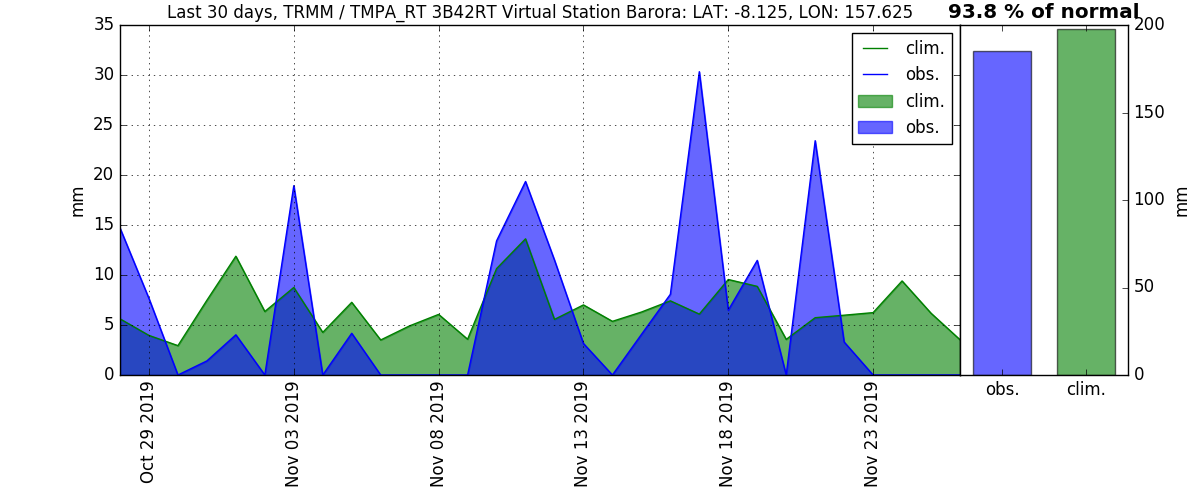 Last 30 days, TRMM / TMPA_RT 3B42RT Virtual Station Barora: LAT: -8.125, LON: 157.625
93.8 % of normal
35
30
25
20
15
10
5
0
mm
clim.
obs.
clim.
obs.
200
150
100
50
0
mm
obs.
clim.
Oct 29 2019
Nov 03 2019
Nov 08 2019
Nov 13 2019
Nov 18 2019
Nov 23 2019